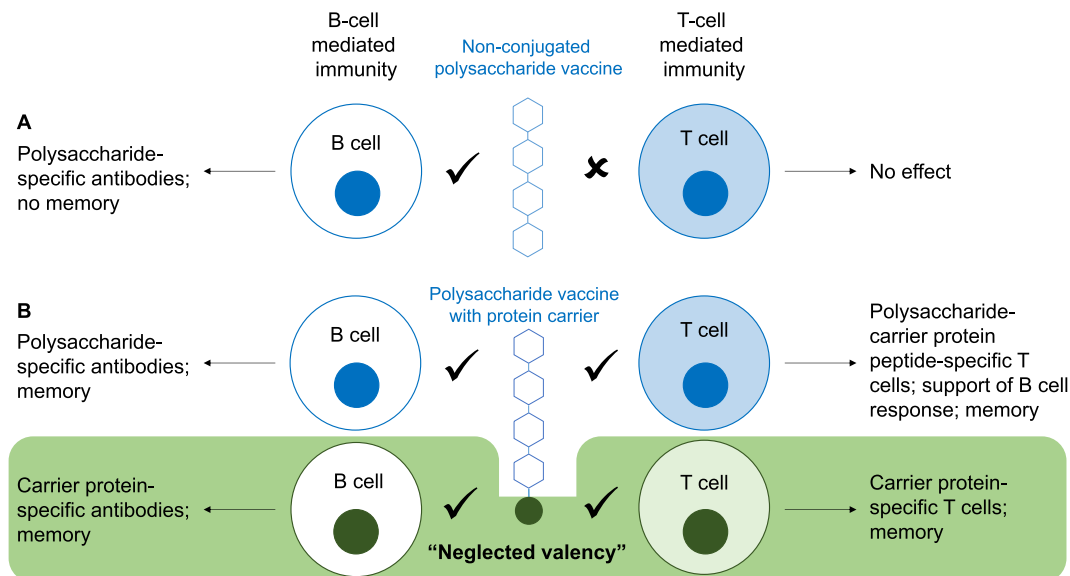 B-cell
mediated
immunity
Non-conjugated
polysaccharide vaccine
T-cell
mediated
immunity
A
Polysaccharide-
specific antibodies;
no memory
B cell
T cell
No effect
B
Polysaccharide-
specific antibodies;
memory
B cell
Polysaccharide vaccine
with protein carrier
T cell
Polysaccharide-
carrier protein
peptide-specific T
cells; support of B cell
response; memory
Carrier protein-
specific antibodies;
memory
B cell
“Neglected valency”
T cell
Carrier protein-
specific T cells;
memory